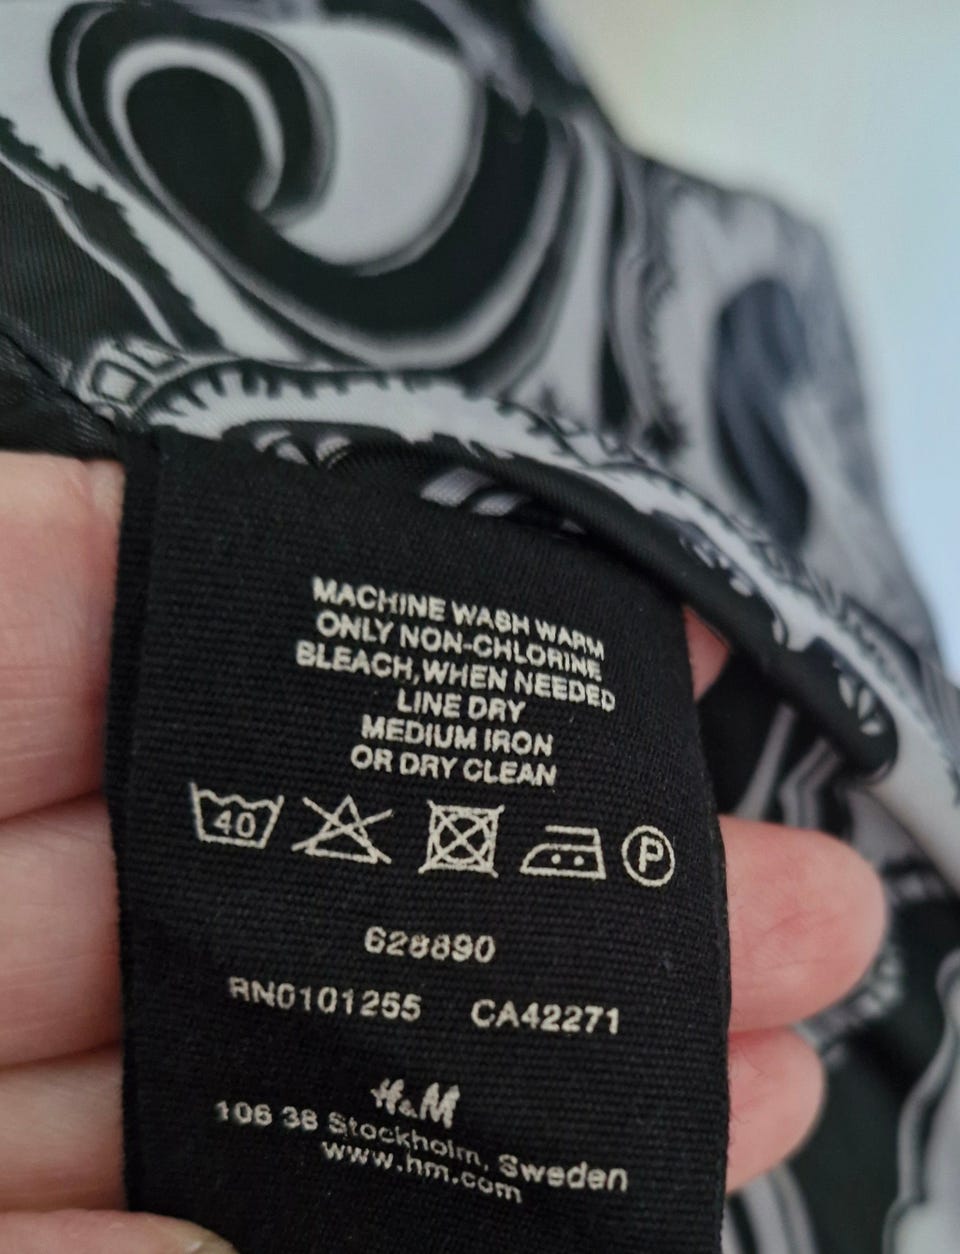 MACHINE WASH WARM
ONLY NON-CHLORINE
BLEACH, WHEN NEEDED
LINE DRY
MEDIUM IRON
OR DRY CLEAN
40 P
628890
RN0101255 CA42271
H&M
106 38 Stockholm, Sweden
www.hm.com